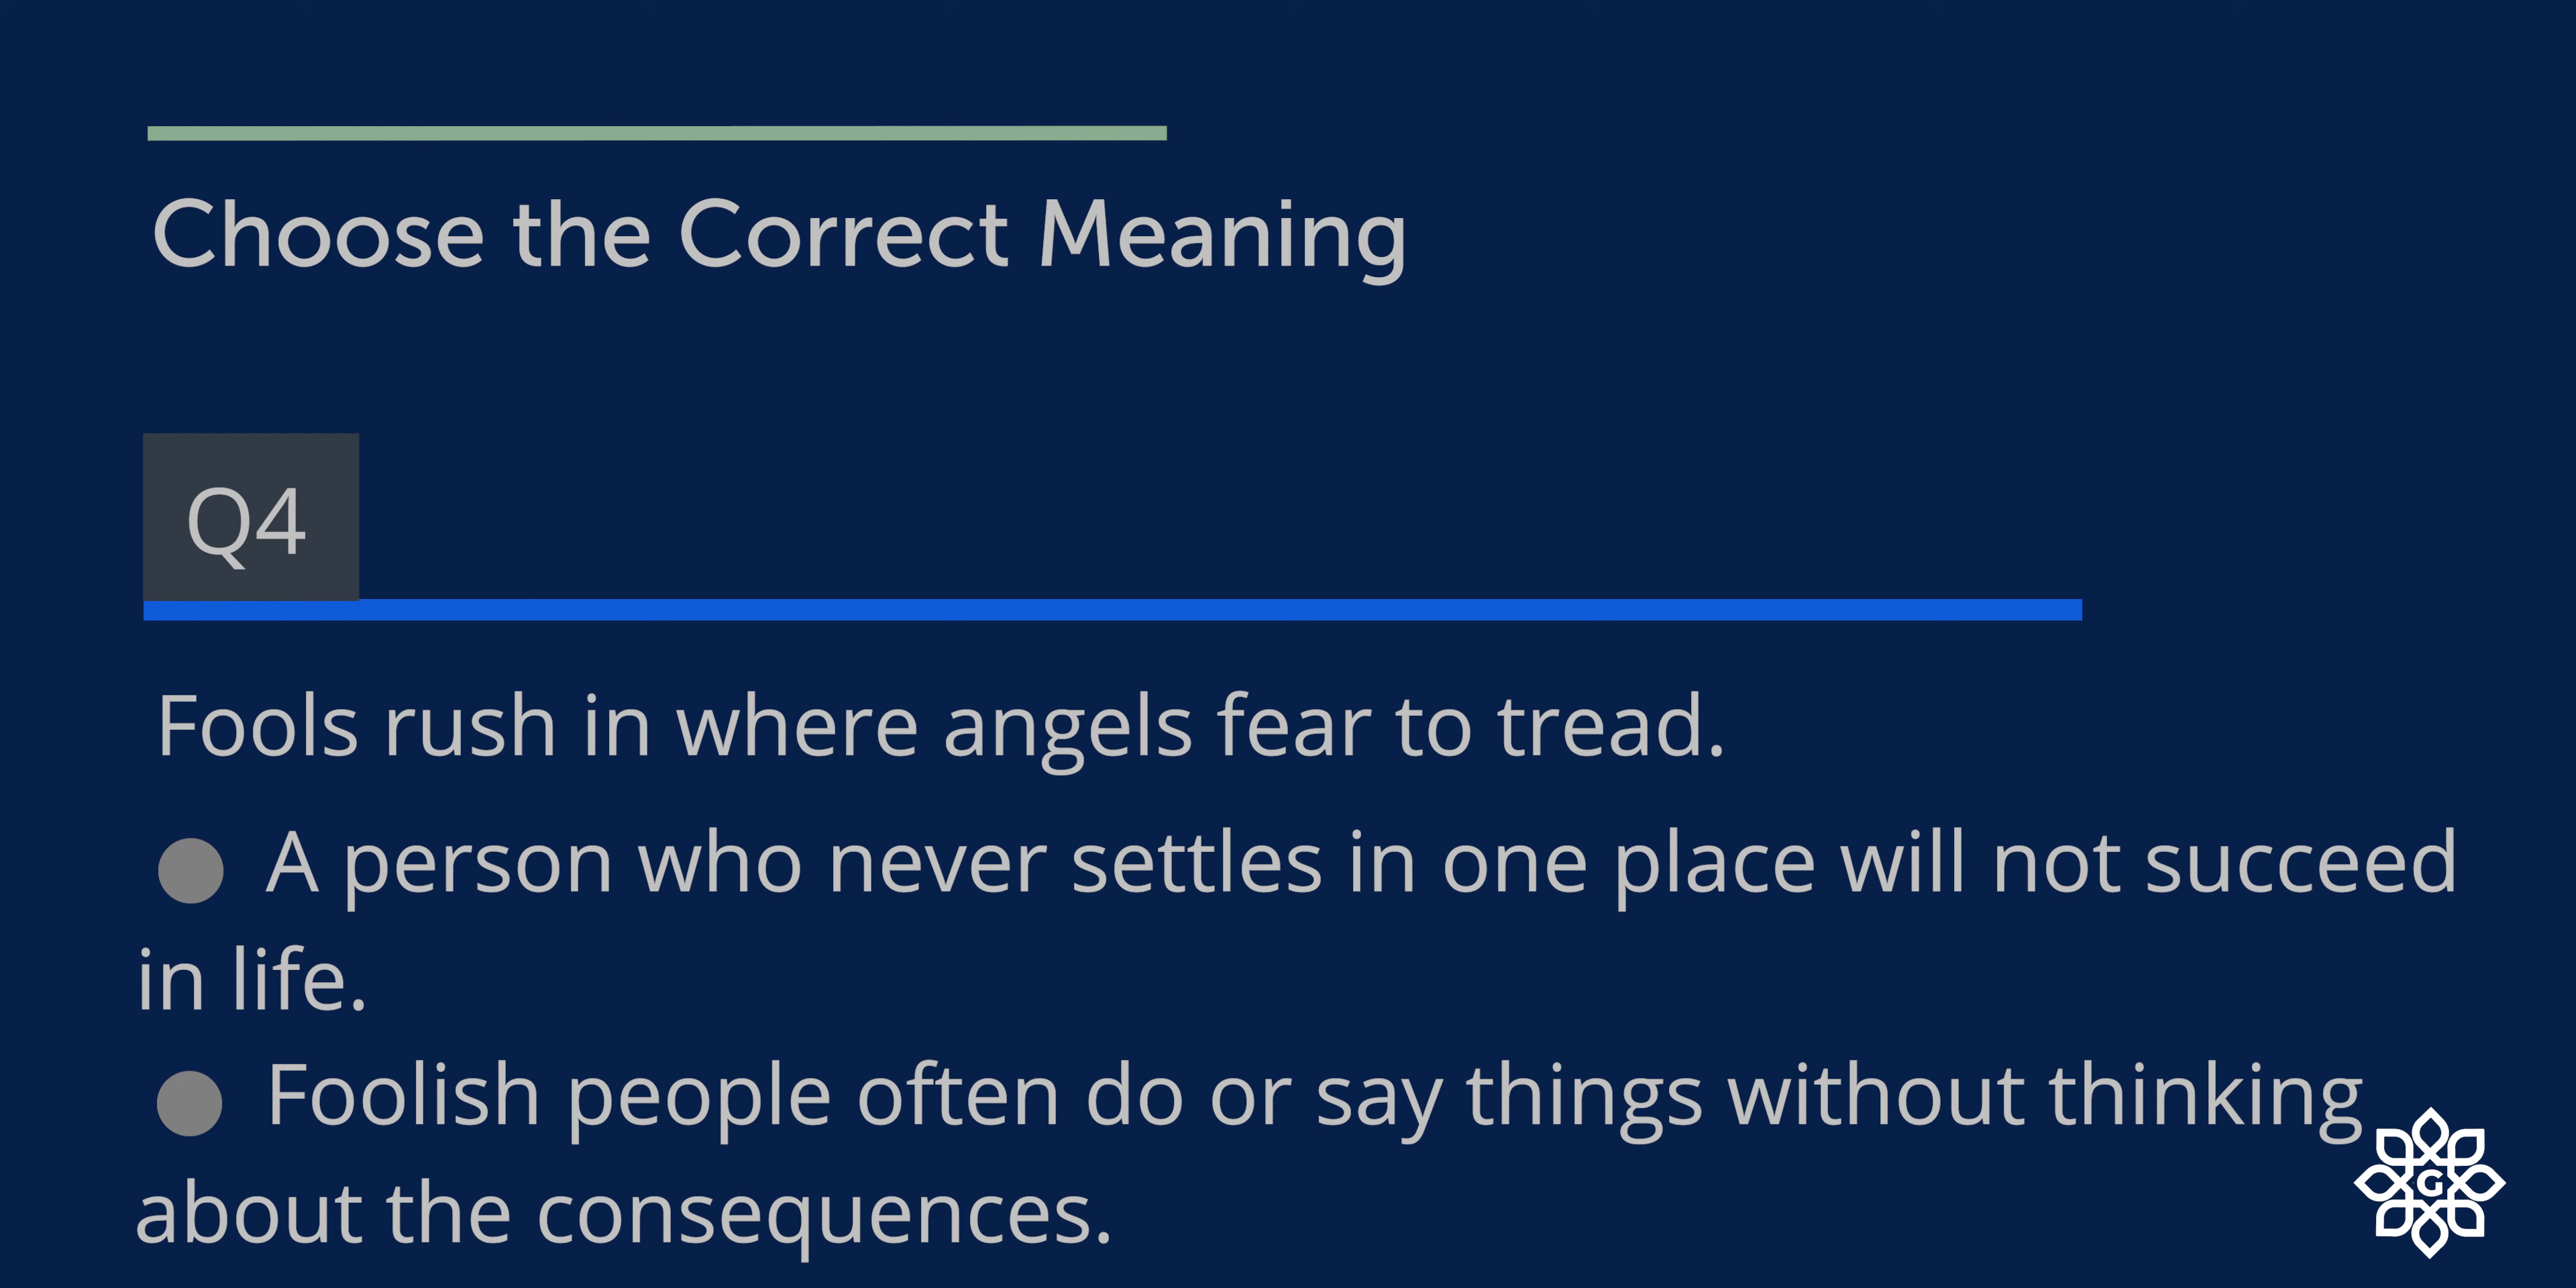 Choose the Correct Meaning
Q4
Fools rush in where angels fear to tread.
A person who never settles in one place will not succeed
in life.
Foolish people often do or say things without thinking
about the consequences.
G